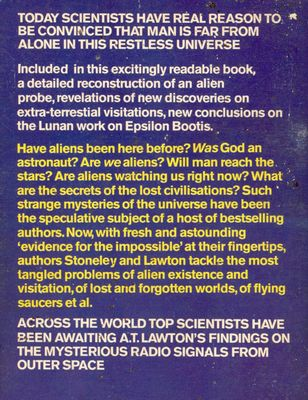 TODAY SCIENTISTS HAVE REAL REASON TO
BE CONVINCED THAT MAN IS FAR FROM
ALONE IN THIS RESTLESS UNIVERSE
Included in this excitingly readable book,
a detailed reconstruction of an alien
probe, revelations of new discoveries on
extra-terrestial visitations, new conclusions on
the Lunan work on Epsilon Bootis.
Have aliens been here before? Was God an
astronaut? Are we aliens? Will man reach the
stars? Are aliens watching us right now? What
are the secrets of the lost civilisations? Such
strange mysteries of the universe have been
the speculative subject of a host of bestselling
authors. Now, with fresh and astounding
'evidence for the impossible' at their fingertips,
authors Stoneley and Lawton tackle the most
tangled problems of alien existence and
visitation, of lost and forgotten worlds, of flying
saucers et al.
ACROSS THE WORLD TOP SCIENTISTS HAVE
BEEN AWAITING A.T. LAWTON'S FINDINGS ON
THE MYSTERIOUS RADIO SIGNALS FROM
OUTER SPACE